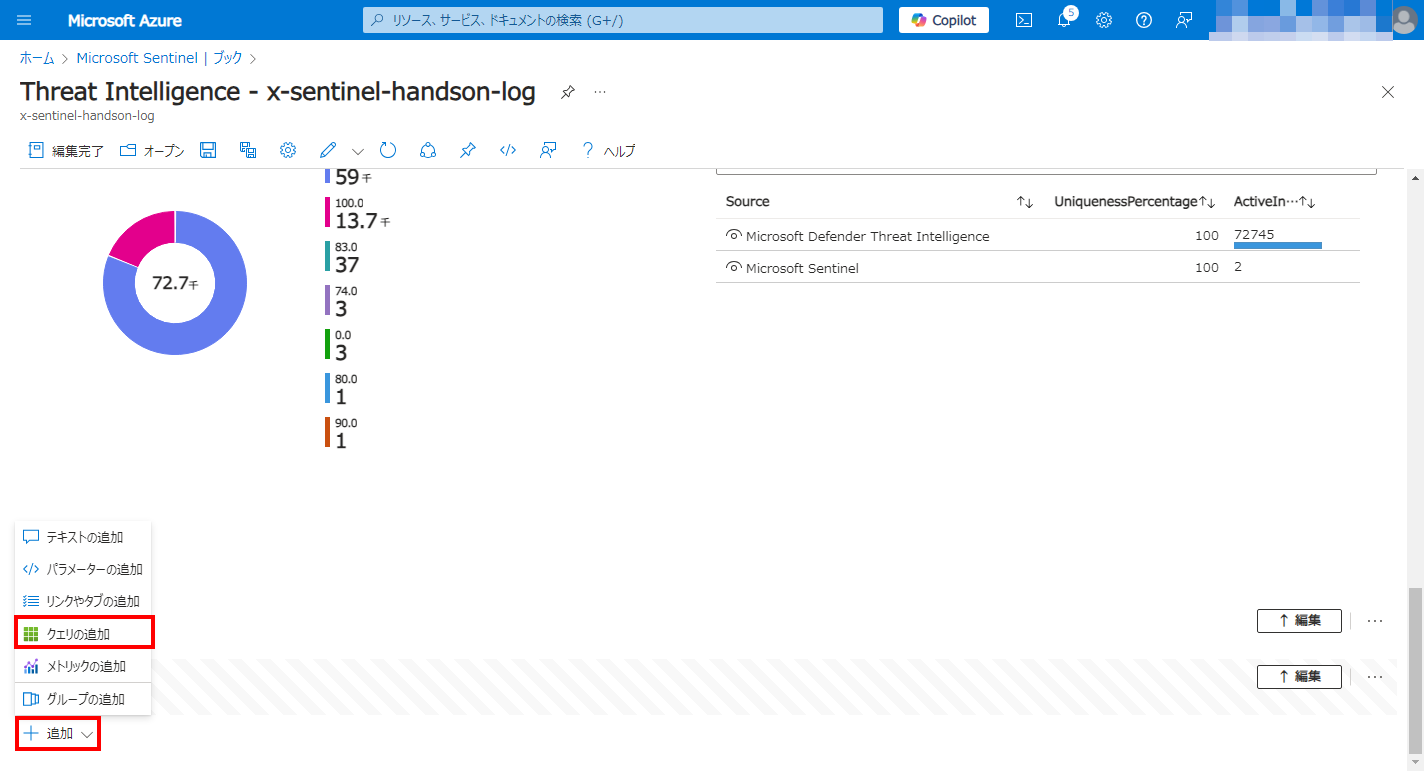 Microsoft Azure
リソース、サービス、ドキュメントの検索 (G+/)
Copilot
5
ホーム > Microsoft Sentinel | ブック >
Threat Intelligence - x-sentinel-handson-log
x-sentinel-handson-log
編集完了
オープン
ヘルプ
59 千
100.0
13.7 千
83.0
37
74.0
3
0.0
3
80.0
1
90.0
1
72.7千
Source UniquenessPercentage ActiveIn…
Microsoft Defender Threat Intelligence 100 72745
Microsoft Sentinel 100 2
テキストの追加
パラメーターの追加
リンクやタブの追加
クエリの追加
メトリックの追加
グループの追加
追加
↑ 編集
↑ 編集